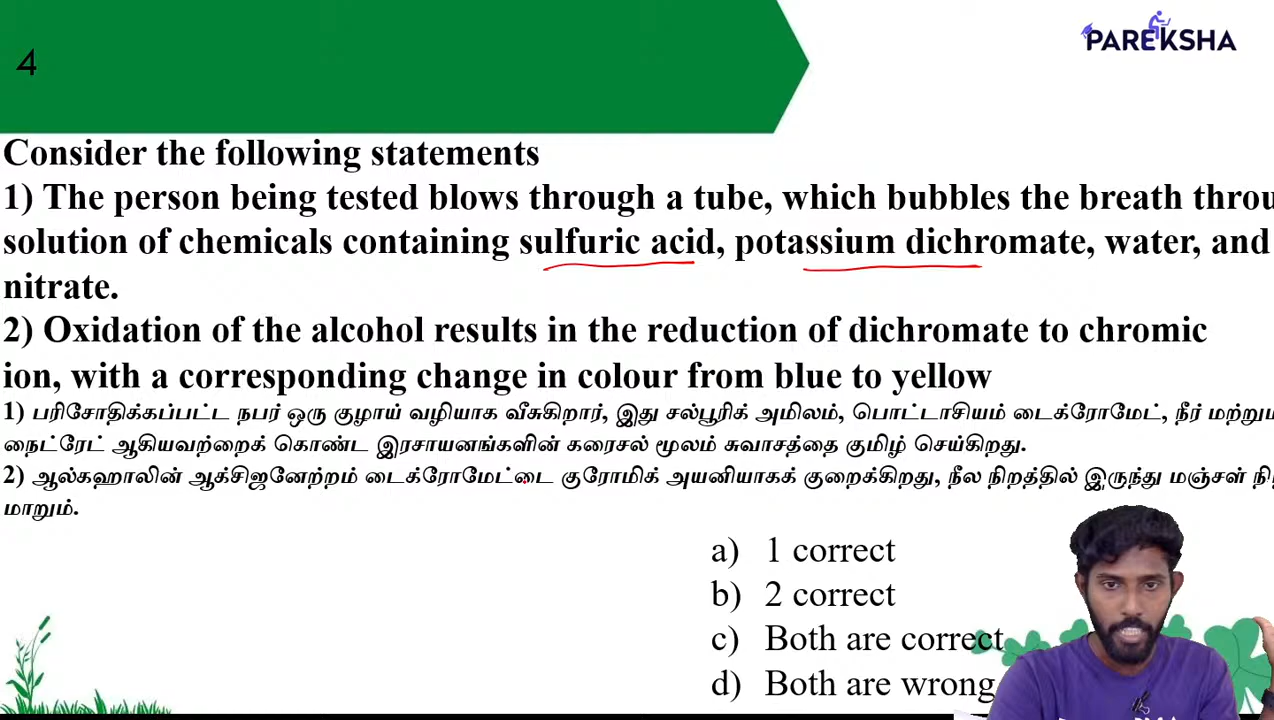 4
PAREKSHA
Consider the following statements
1) The person being tested blows through a tube, which bubbles the breath
solution of chemicals containing sulfuric acid, potassium dichromate, water, and
nitrate.
2) Oxidation of the alcohol results in the reduction of dichromate to chromic
ion, with a corresponding change in colour from blue to yellow
1) பரிசோதிக்கப்பட்ட நபர் ஒரு குழாய் வழியாக வீசுகிறார், இது சல்பூரிக் அமிலம், பொட்டாசியம் டைக்ரோமேட், நீர்
நைட்ரேட் ஆகியவற்றைக் கொண்ட இரசாயனங்களின் கரைசல் மூலம் சுவாசத்தை குமிழ் செய்கிறது.
2) ஆல்கஹாலின் ஆக்சிஜனேற்றம் டைக்ரோமேட்டை குரோமிக் அயனியாகக் குறைக்கிறது, நீல நிறத்தில் இருந்து மஞ்சள்
மாறும்.
a) 1 correct
b) 2 correct
c) Both are correct
d) Both are wrong